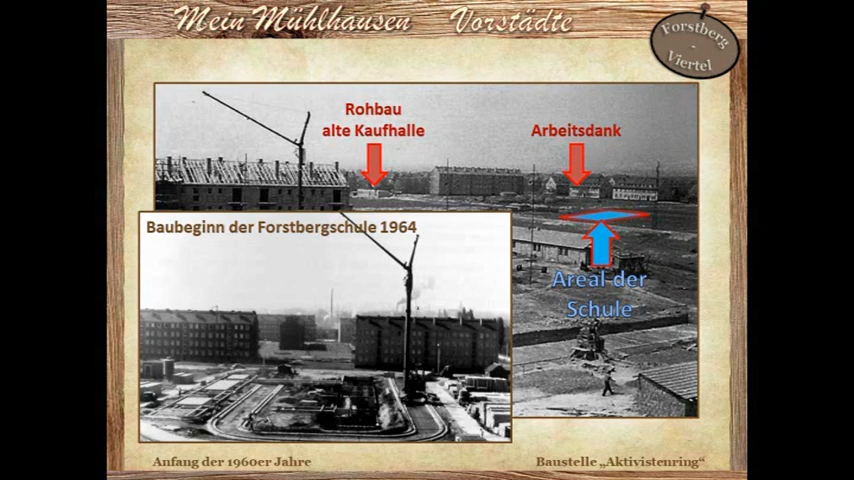 Mein Mühlhausen Vorstädte
Forstberg
-
Viertel
Rohbau
alte Kaufhalle
Arbeitsdank
Baubeginn der Forstbergschule 1964
Areal der
Schule
Anfang der 1960er Jahre
Baustelle „Aktivistenring“